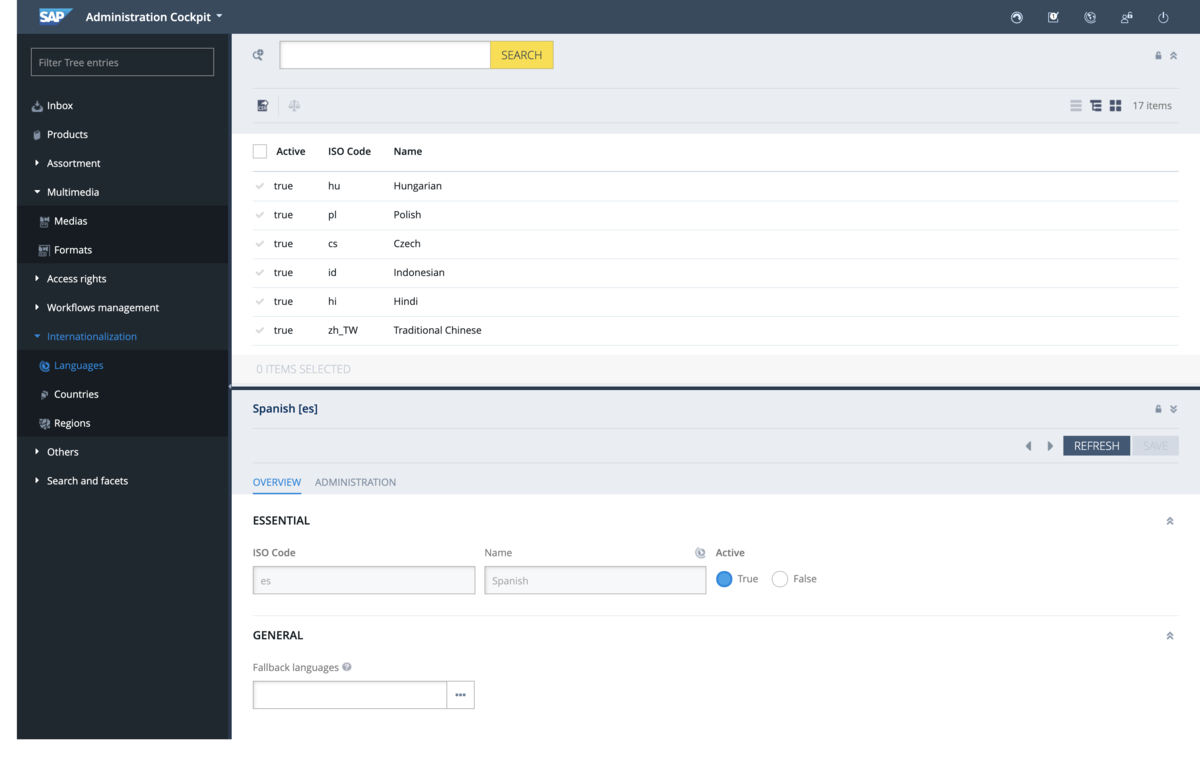 SAP Administration Cockpit
Filter Tree entries
Inbox
Products
Assortment
Multimedia
Medias
Formats
Access rights
Workflows management
Internationalization
Languages
Countries
Regions
Others
Search and facets
SEARCH
17 items
Active ISO Code Name
true hu Hungarian
true pl Polish
true cs Czech
true id Indonesian
true hi Hindi
true zh_TW Traditional Chinese
0 ITEMS SELECTED
Spanish [es]
REFRESH SAVE
OVERVIEW ADMINISTRATION
ESSENTIAL
ISO Code Name Active
es Spanish True False
GENERAL
Fallback languages